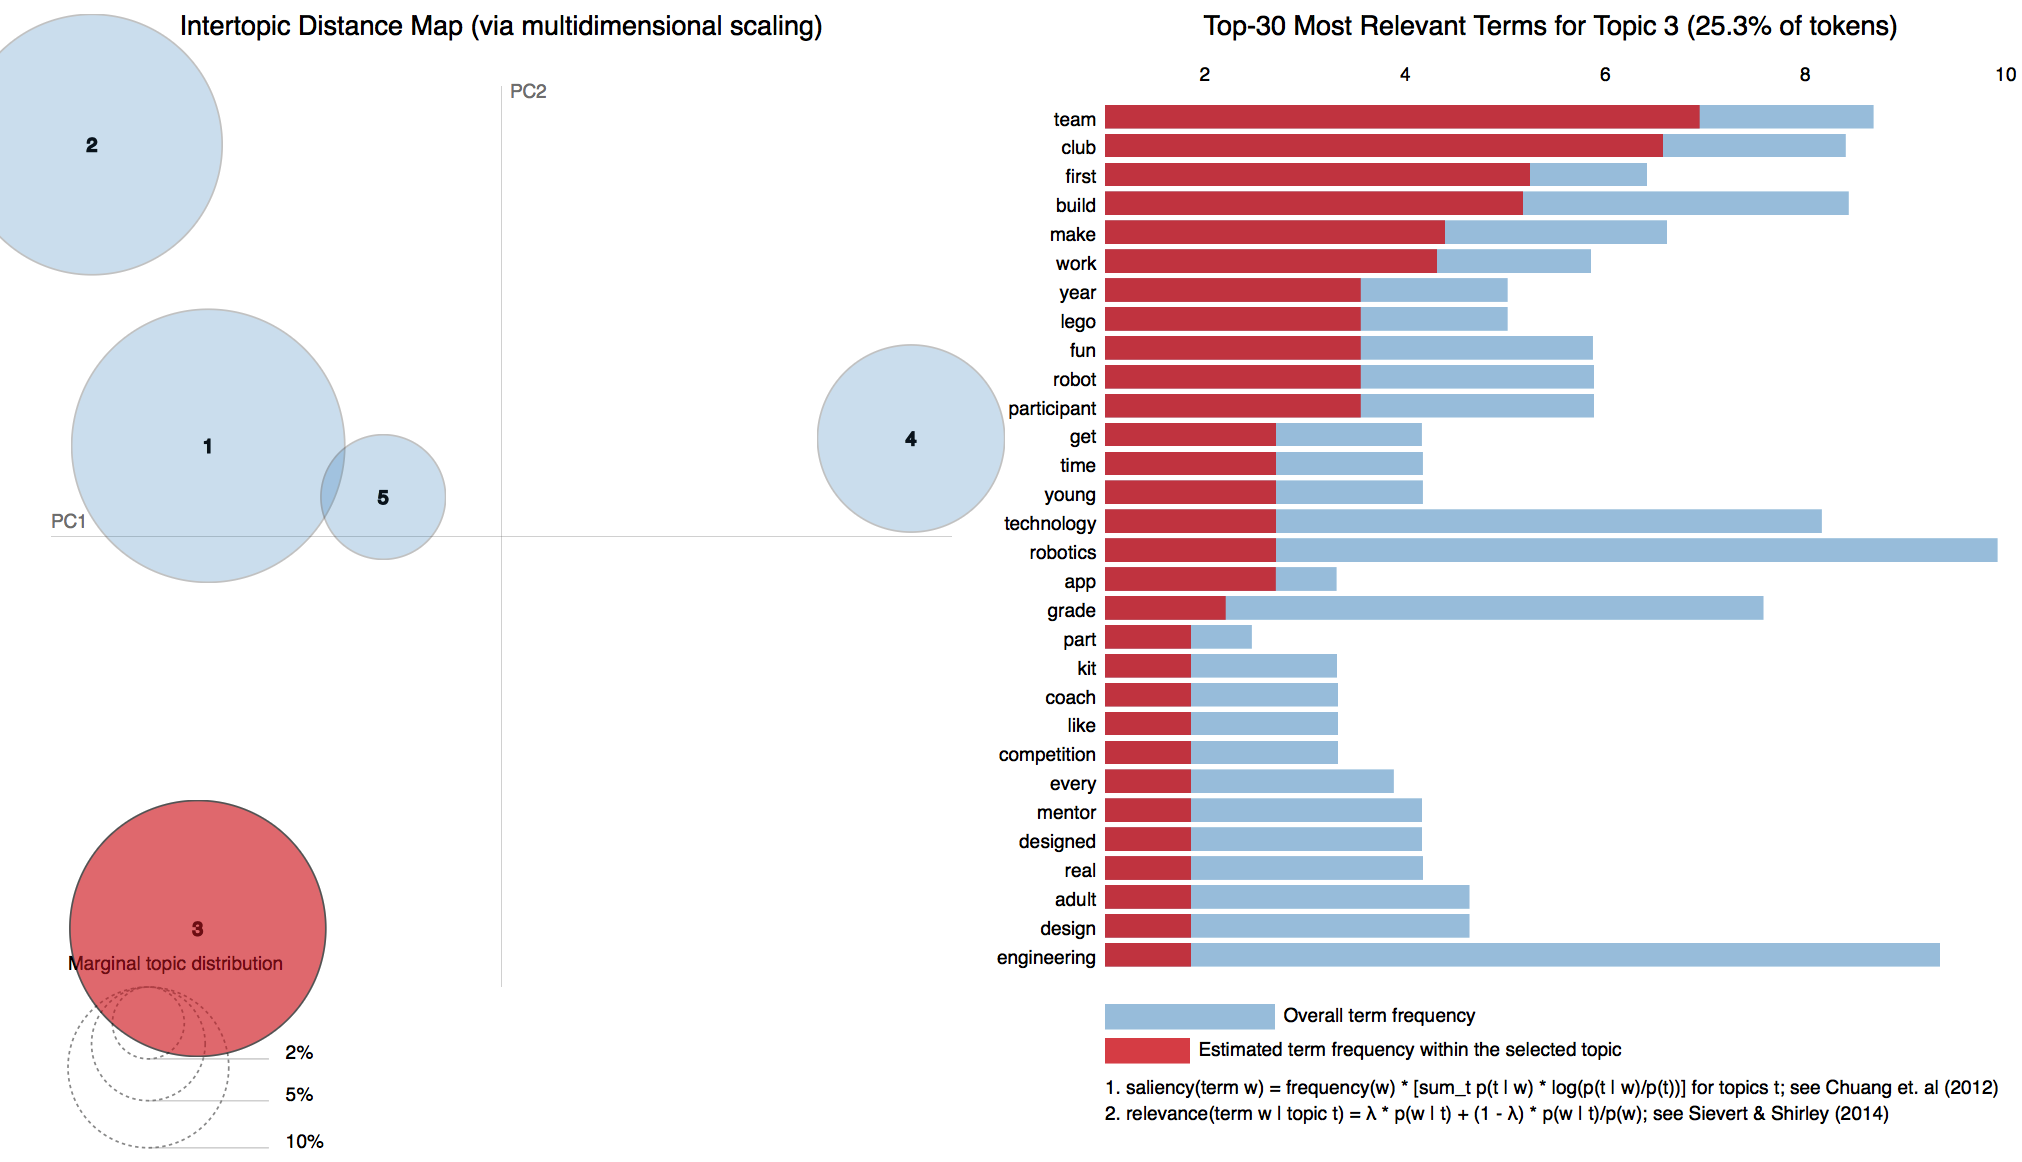 Intertopic Distance Map (via multidimensional scaling)
PC2
2
1
5
4
PC1
3
Marginal topic distribution
2%
5%
10%
Top-30 Most Relevant Terms for Topic 3 (25.3% of tokens)
2 4 6 8 10
team
club
first
build
make
work
year
lego
fun
robot
participant
get
time
young
technology
robotics
app
grade
part
kit
coach
like
competition
every
mentor
designed
real
adult
design
engineering
Overall term frequency
Estimated term frequency within the selected topic
1. saliency(term w) = frequency(w) * [sum_t p(t | w) * log(p(t | w)/p(t))] for topics t; see Chuang et. al (2012)
2. relevance(term w | topic t) = λ * p(w | t) + (1 - λ) * p(w | t)/p(w); see Sievert & Shirley (2014)